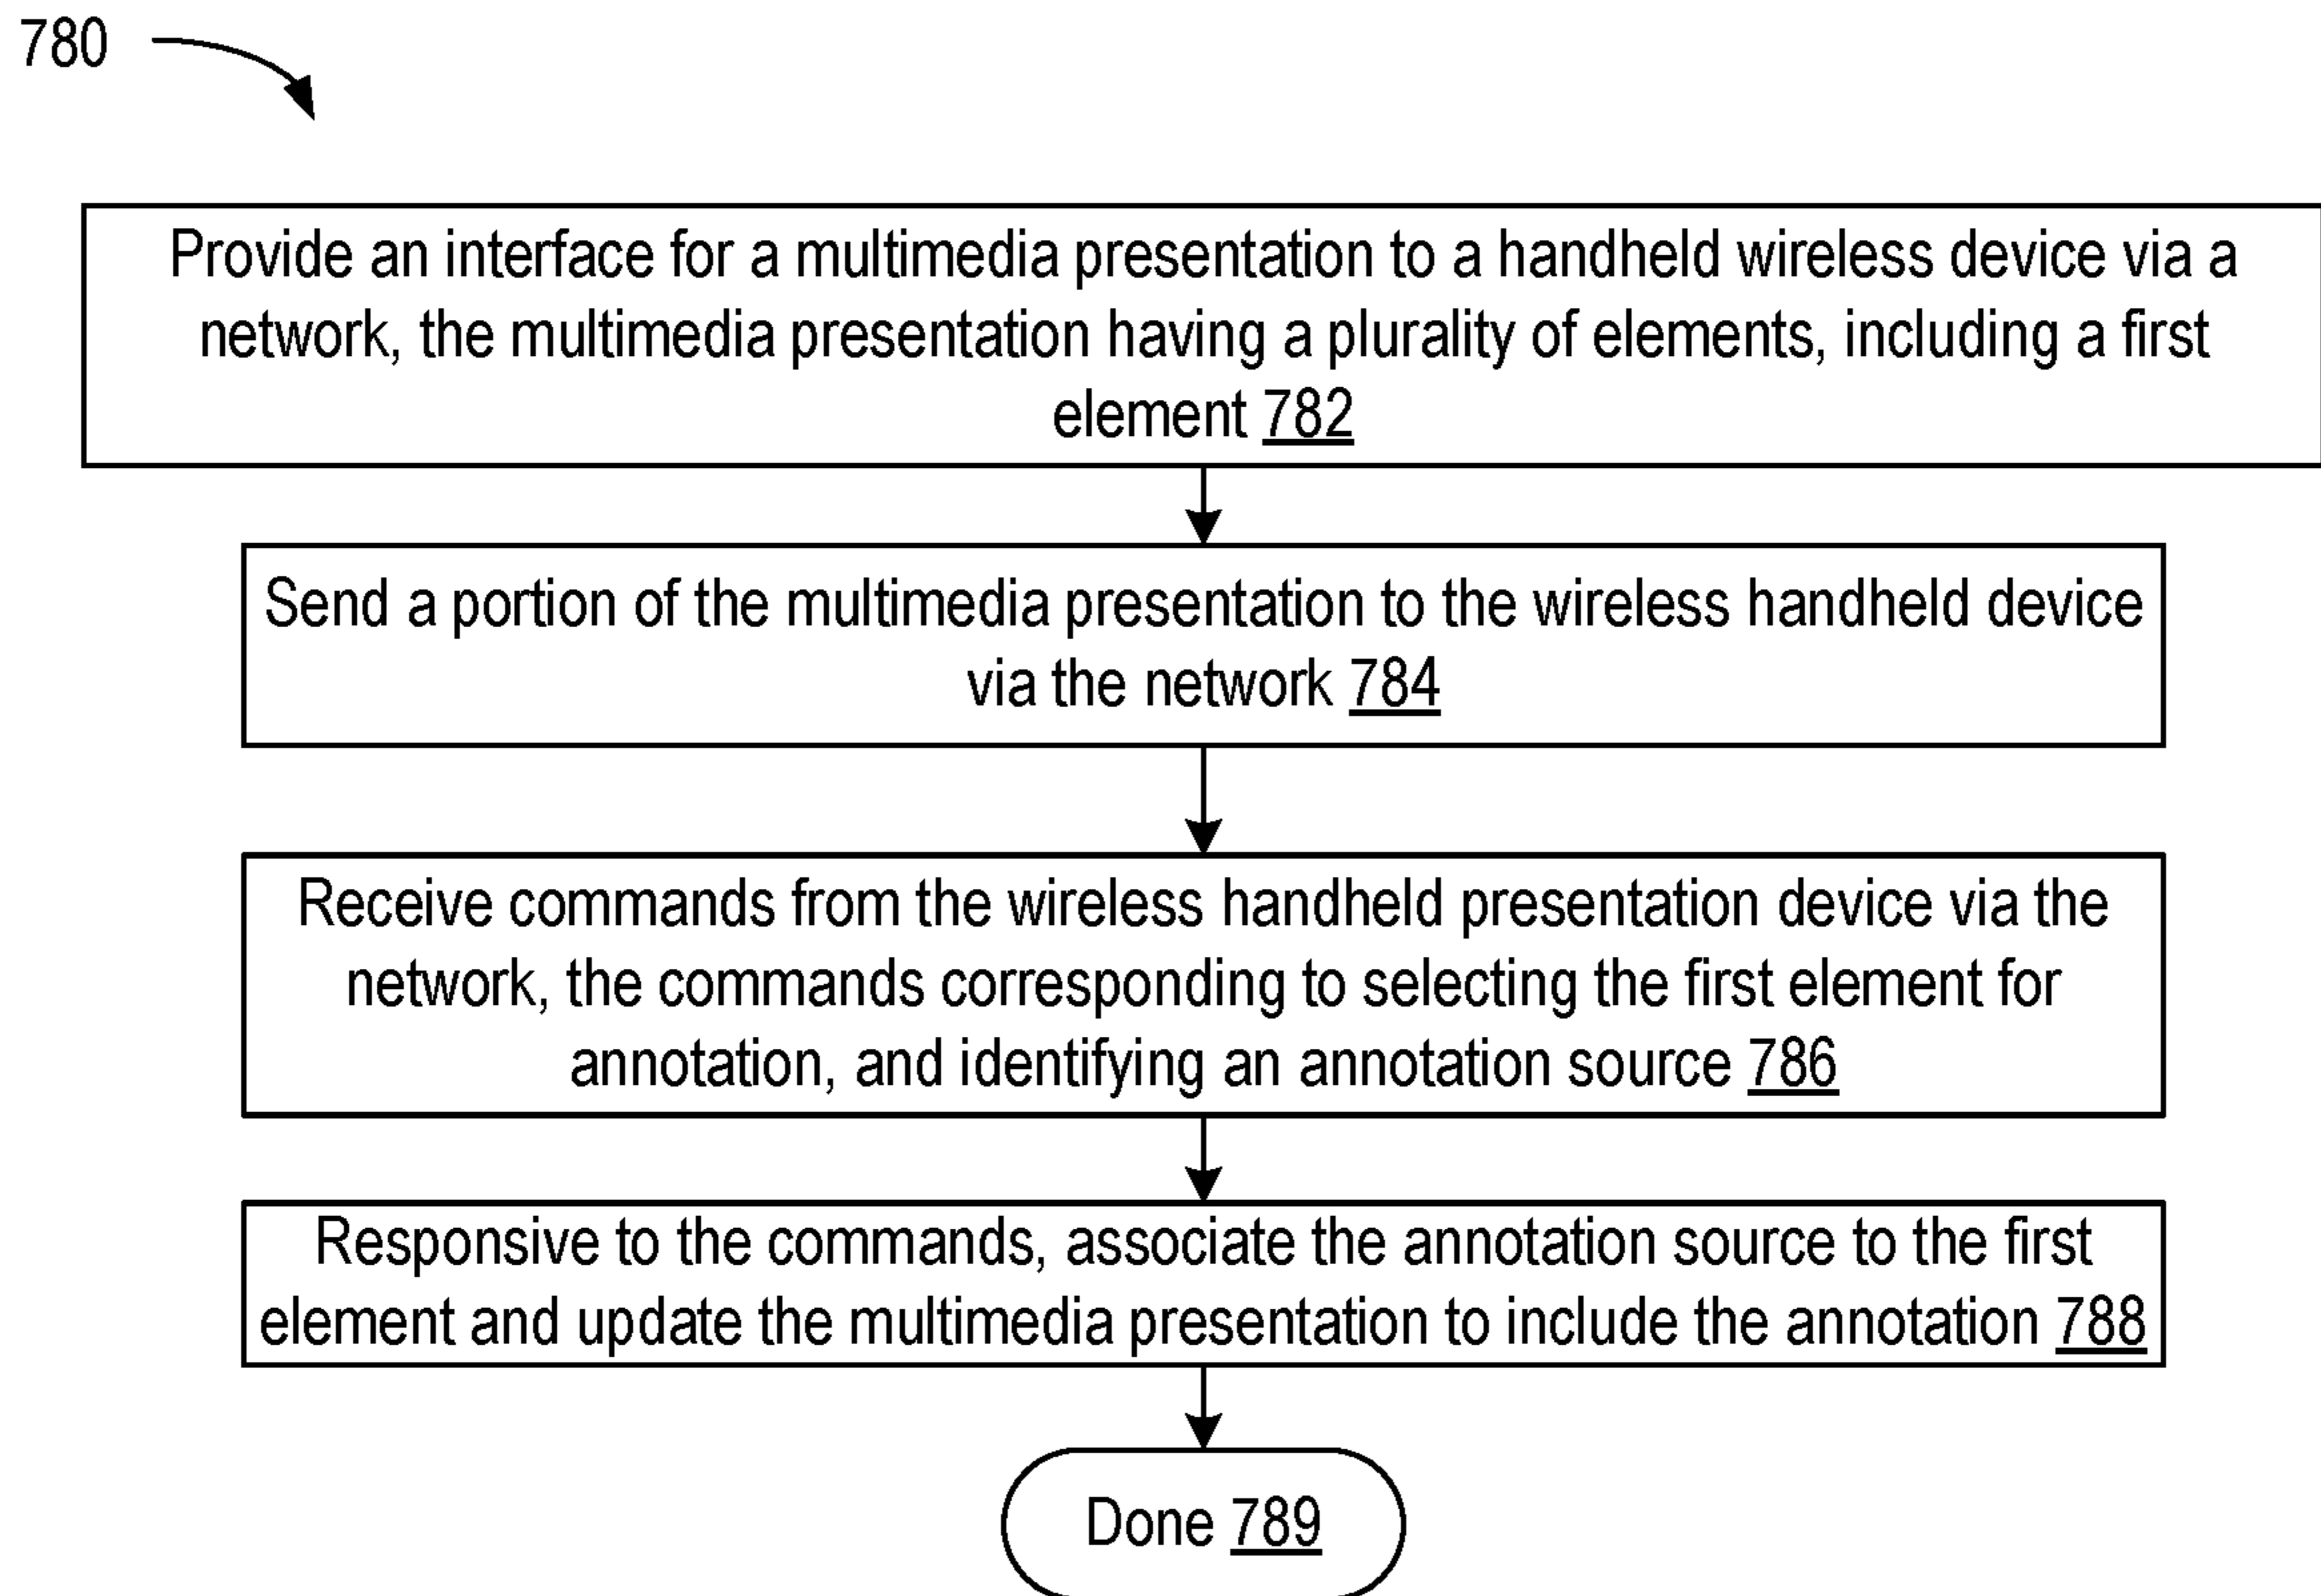 780
Provide an interface for a multimedia presentation to a handheld wireless device via a
network, the multimedia presentation having a plurality of elements, including a first
element 782
Send a portion of the multimedia presentation to the wireless handheld device
via the network 784
Receive commands from the wireless handheld presentation device via the
network, the commands corresponding to selecting the first element for
annotation, and identifying an annotation source 786
Responsive to the commands, associate the annotation source to the first
element and update the multimedia presentation to include the annotation 788
Done 789